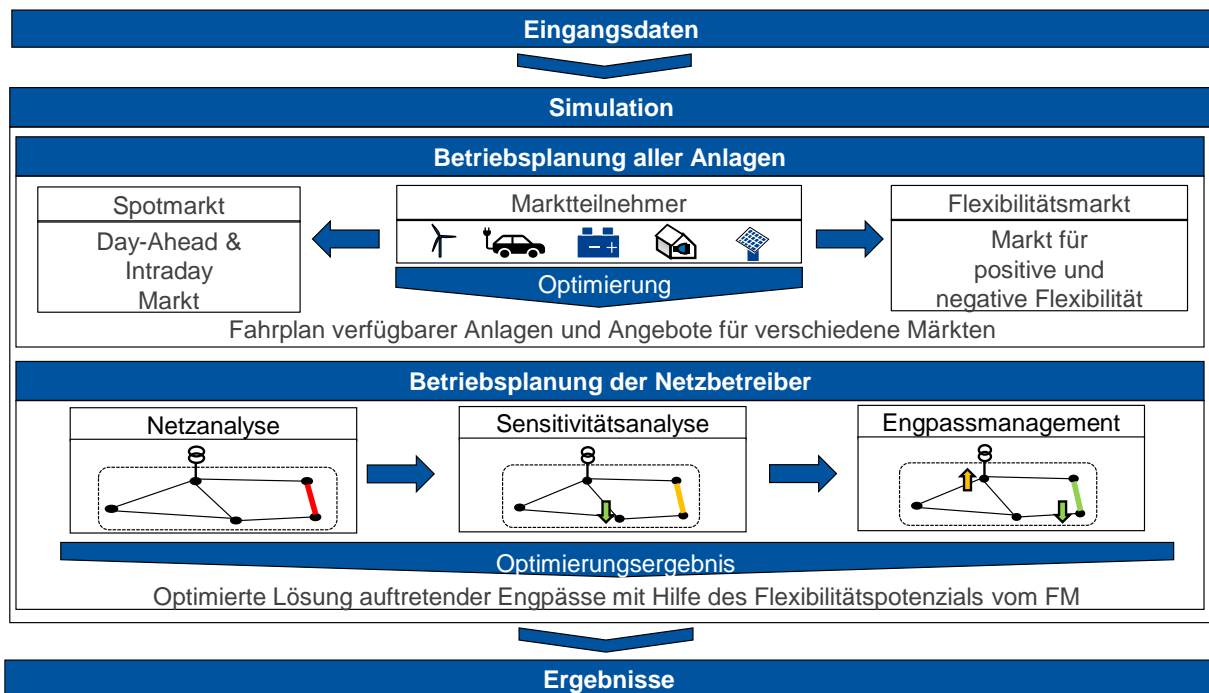 Eingangsdaten
Simulation
Betriebsplanung aller Anlagen
Spotmarkt
Day-Ahead &
Intraday
Markt
Marktteilnehmer
Optimierung
Flexibilitätsmarkt
Markt für
positive und
negative Flexibilität
Fahrplan verfügbarer Anlagen und Angebote für verschiedene Märkten
Betriebsplanung der Netzbetreiber
Netzanalyse
Sensitivitätsanalyse
Engpassmanagement
Optimierungsergebnis
Optimierte Lösung auftretender Engpässe mit Hilfe des Flexibilitätspotenzials vom FM
Ergebnisse